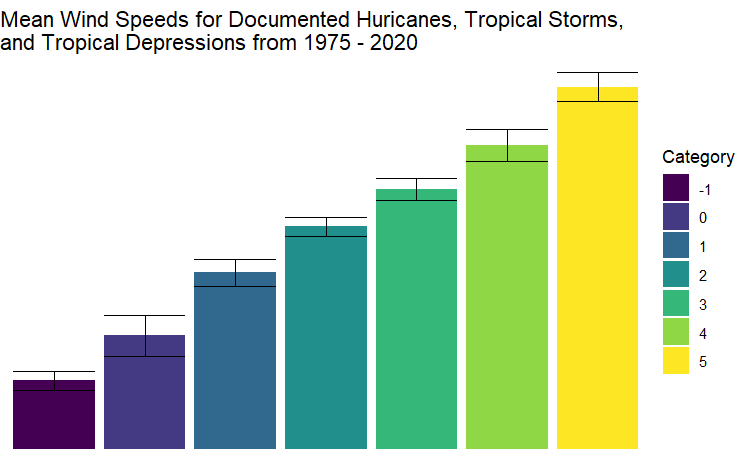 Mean Wind Speeds for Documented Huricanes, Tropical Storms,
and Tropical Depressions from 1975 - 2020
Category
-1
0
1
2
3
4
5